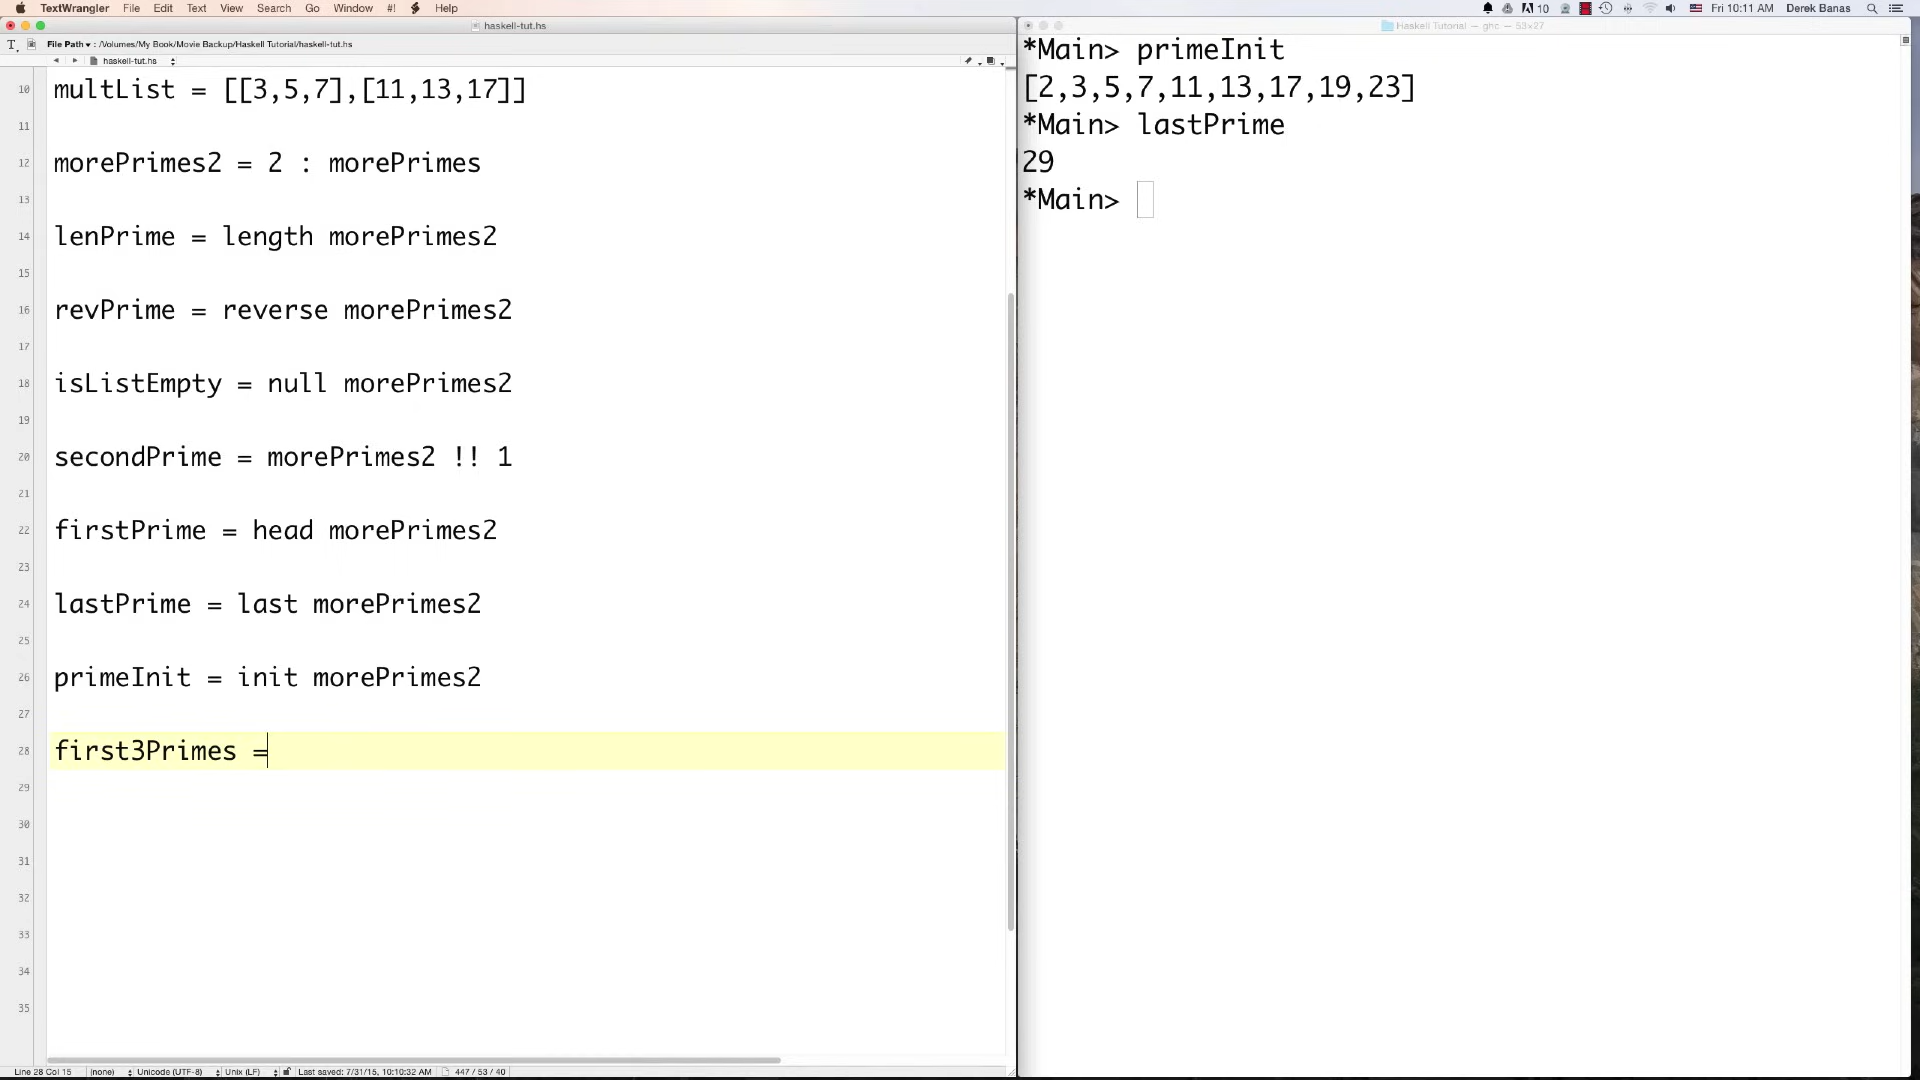 TextWrangler File Edit Text View Search Go Window #! Help
10 Fri 10:11 AM Derek Banas
haskell-tut.hs
Haskell Tutorial — ghc — 53×27
File Path ▾ : /Volumes/My Book/Movie Backup/Haskell Tutorial/haskell-tut.hs
haskell-tut.hs
10 multList = [[3,5,7],[11,13,17]]
11
12 morePrimes2 = 2 : morePrimes
13
14 lenPrime = length morePrimes2
15
16 revPrime = reverse morePrimes2
17
18 isListEmpty = null morePrimes2
19
20 secondPrime = morePrimes2 !! 1
21
22 firstPrime = head morePrimes2
23
24 lastPrime = last morePrimes2
25
26 primeInit = init morePrimes2
27
28 first3Primes =
29
30
31
32
33
34
35
Line 28 Col 15 (none) Unicode (UTF-8) Unix (LF) Last saved: 7/31/15, 10:10:32 AM 447 / 53 / 40
*Main> primeInit
[2,3,5,7,11,13,17,19,23]
*Main> lastPrime
29
*Main>